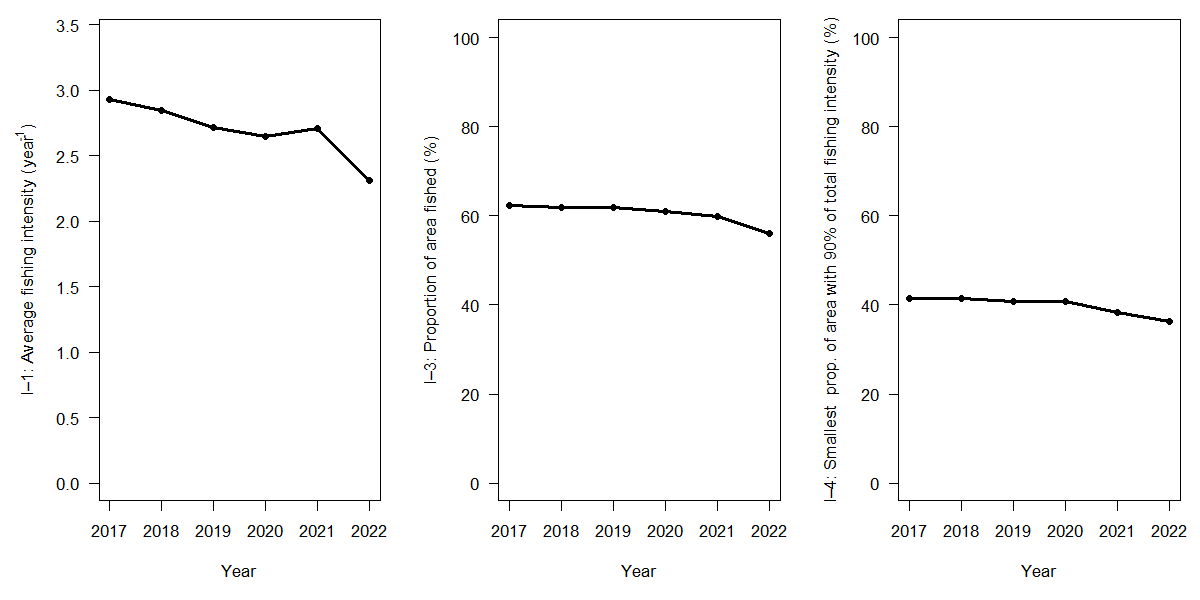 I−1: Average fishing intensity (year-1)
3.5
3.0
2.5
2.0
1.5
1.0
0.5
0.0
2017 2018 2019 2020 2021 2022
Year
I−3: Proportion of area fished (%)
100
80
60
40
20
0
2017 2018 2019 2020 2021 2022
Year
I−4: Smallest prop. of area with 90% of total fishing intensity (%)
100
80
60
40
20
0
2017 2018 2019 2020 2021 2022
Year